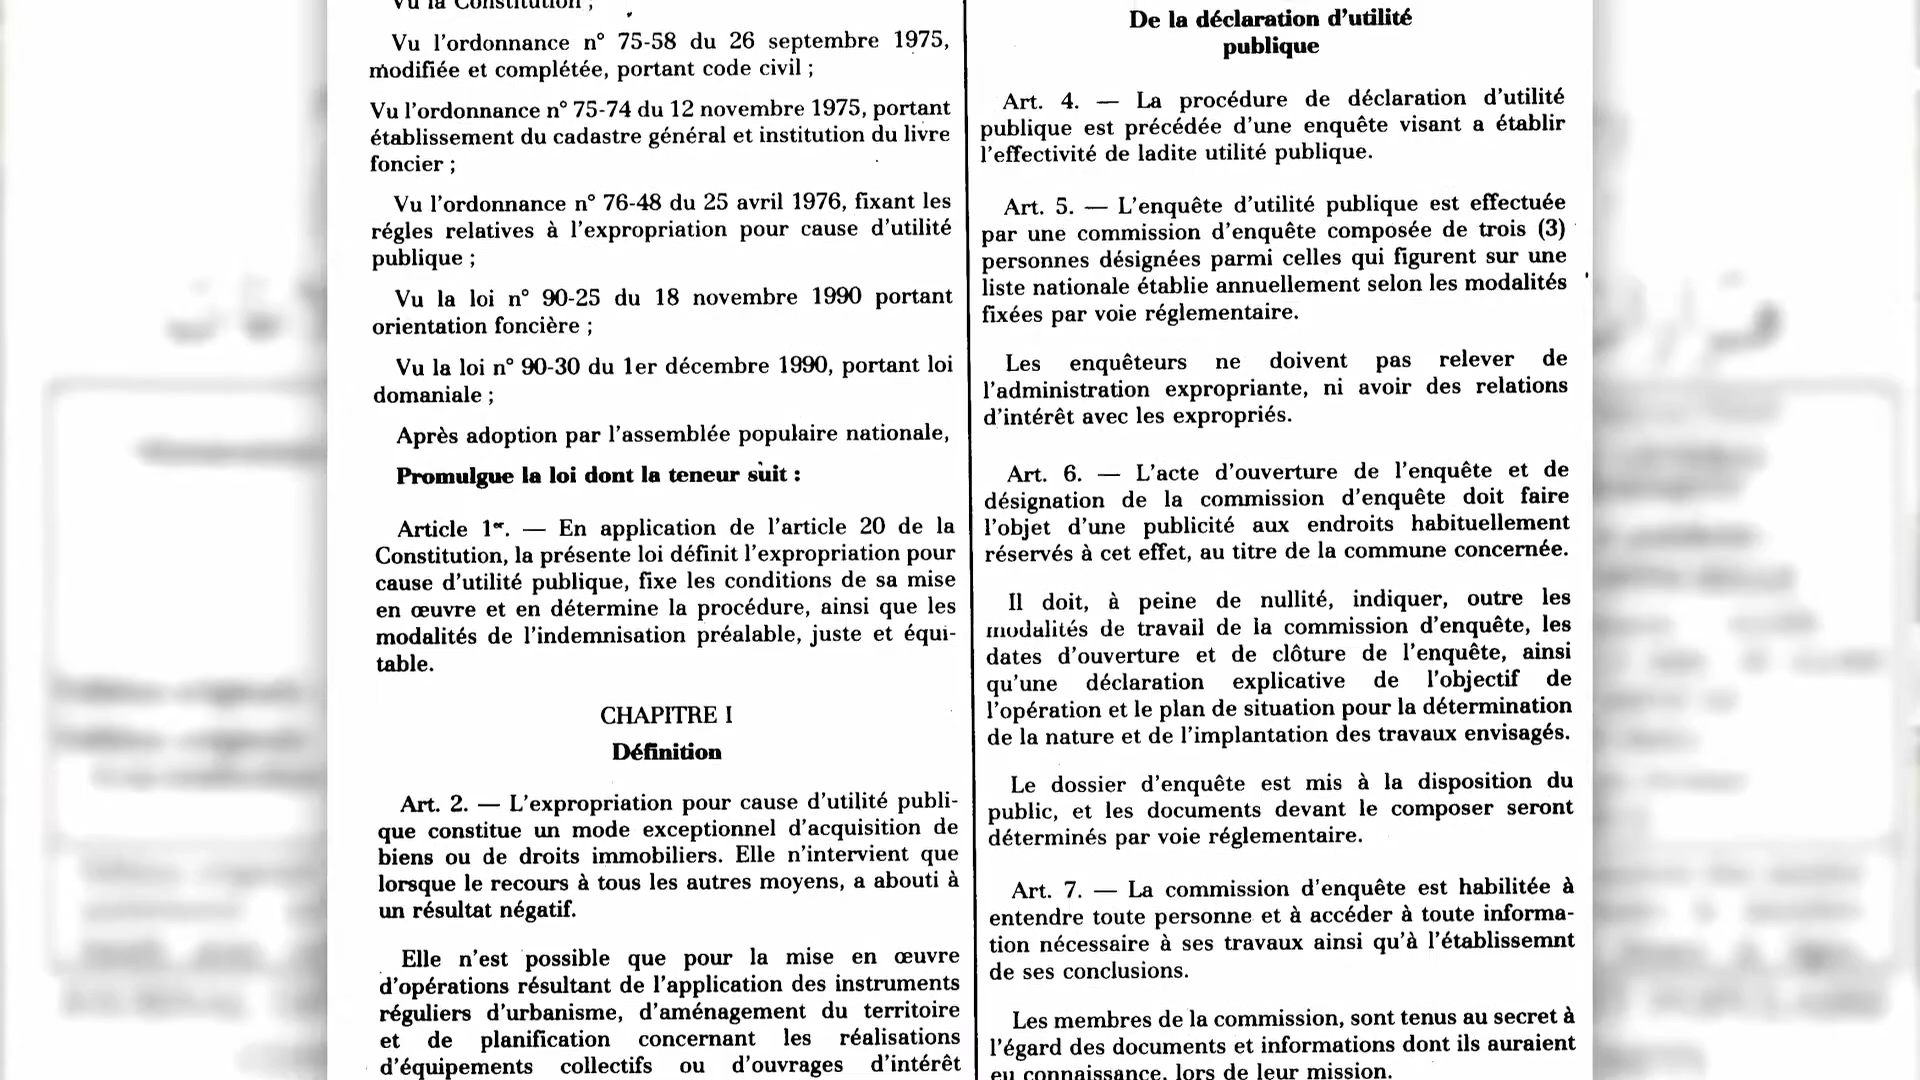 Vu la Constitution ;
Vu l'ordonnance n° 75-58 du 26 septembre 1975,
modifiée et complétée, portant code civil ;
Vu l'ordonnance n° 75-74 du 12 novembre 1975, portant
établissement du cadastre général et institution du livre
foncier ;
Vu l'ordonnance n° 76-48 du 25 avril 1976, fixant les
régles relatives à l'expropriation pour cause d'utilité
publique ;
Vu la loi n° 90-25 du 18 novembre 1990 portant
orientation foncière ;
Vu la loi n° 90-30 du 1er décembre 1990, portant loi
domaniale ;
Après adoption par l'assemblée populaire nationale,
Promulgue la loi dont la teneur suit :
Article 1er. — En application de l'article 20 de la
Constitution, la présente loi définit l'expropriation pour
cause d'utilité publique, fixe les conditions de sa mise
en œuvre et en détermine la procédure, ainsi que les
modalités de l'indemnisation préalable, juste et équi-
table.
CHAPITRE I
Définition
Art. 2. — L'expropriation pour cause d'utilité publi-
que constitue un mode exceptionnel d'acquisition de
biens ou de droits immobiliers. Elle n'intervient que
lorsque le recours à tous les autres moyens, a abouti à
un résultat négatif.
Elle n'est possible que pour la mise en œuvre
d'opérations résultant de l'application des instruments
réguliers d'urbanisme, d'aménagement du territoire
et de planification concernant les réalisations
d'équipements collectifs ou d'ouvrages d'intérêt
De la déclaration d'utilité
publique
Art. 4. — La procédure de déclaration d'utilité
publique est précédée d'une enquête visant a établir
l'effectivité de ladite utilité publique.
Art. 5. — L'enquête d'utilité publique est effectuée
par une commission d'enquête composée de trois (3)
personnes désignées parmi celles qui figurent sur une
liste nationale établie annuellement selon les modalités
fixées par voie réglementaire.
Les enquêteurs ne doivent pas relever de
l'administration expropriante, ni avoir des relations
d'intérêt avec les expropriés.
Art. 6. — L'acte d'ouverture de l'enquête et de
désignation de la commission d'enquête doit faire
l'objet d'une publicité aux endroits habituellement
réservés à cet effet, au titre de la commune concernée.
Il doit, à peine de nullité, indiquer, outre les
modalités de travail de la commission d'enquête, les
dates d'ouverture et de clôture de l'enquête, ainsi
qu'une déclaration explicative de l'objectif de
l'opération et le plan de situation pour la détermination
de la nature et de l'implantation des travaux envisagés.
Le dossier d'enquête est mis à la disposition du
public, et les documents devant le composer seront
déterminés par voie réglementaire.
Art. 7. — La commission d'enquête est habilitée à
entendre toute personne et à accéder à toute informa-
tion nécessaire à ses travaux ainsi qu'à l'établissemnt
de ses conclusions.
Les membres de la commission, sont tenus au secret à
l'égard des documents et informations dont ils auraient
eu connaissance, lors de leur mission.